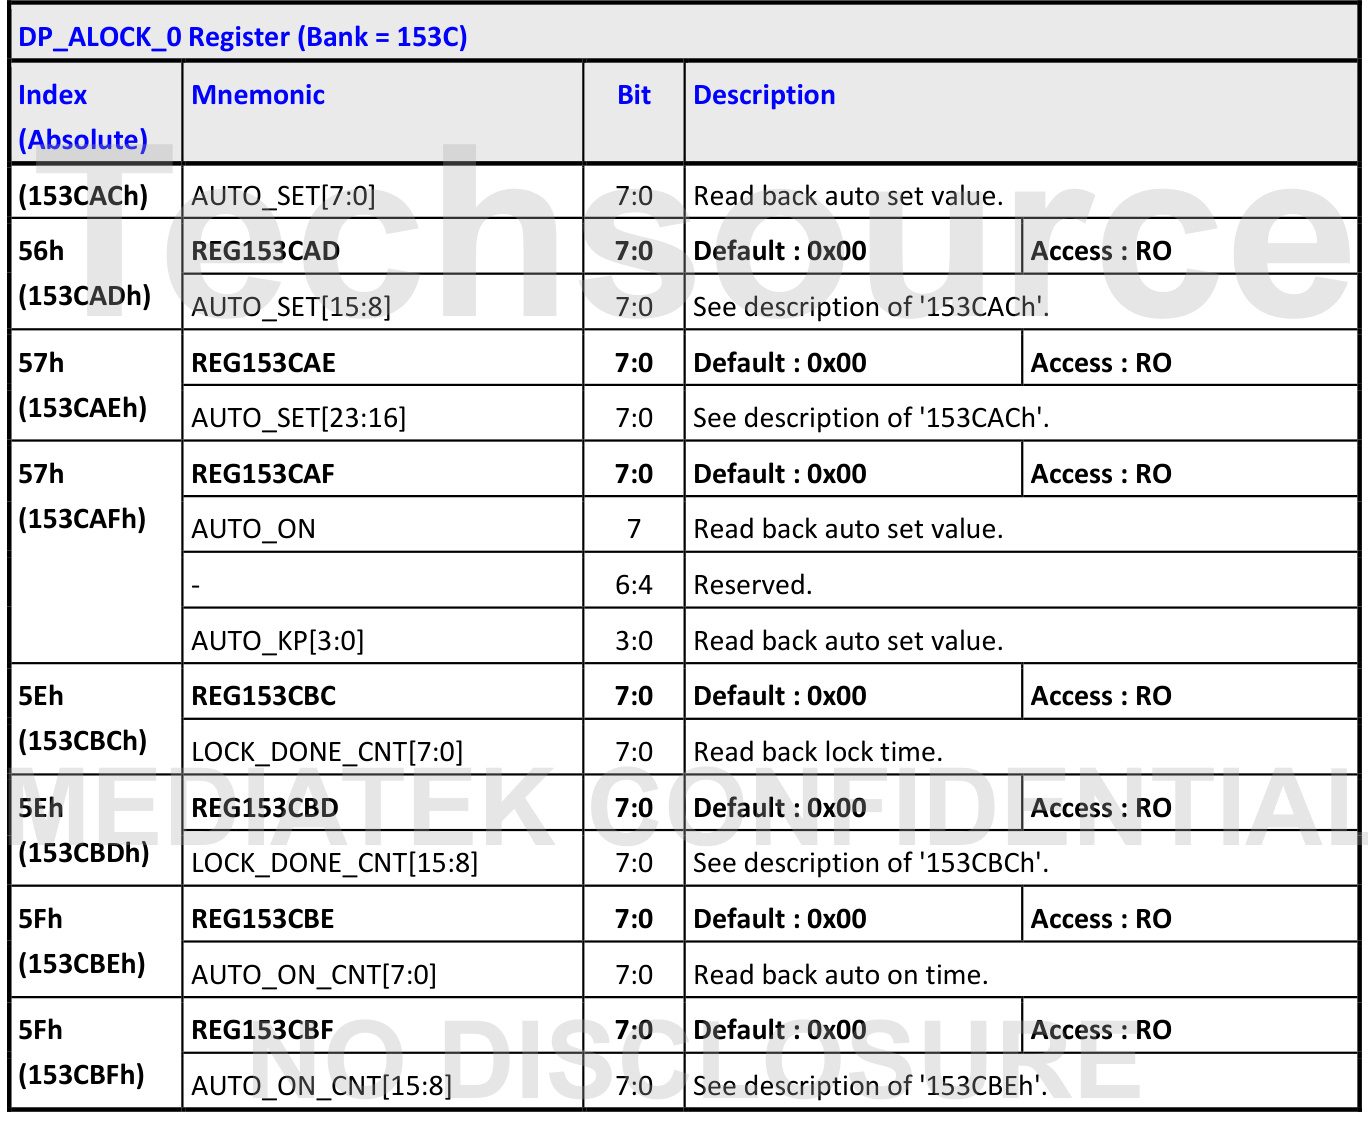 DP_ALOCK_0 Register (Bank = 153C)
Index (Absolute) Mnemonic Bit Description
(153CACh) AUTO_SET[7:0] 7:0 Read back auto set value.
56h (153CADh) REG153CAD 7:0 Default : 0x00 Access : RO
AUTO_SET[15:8] 7:0 See description of '153CACh'.
57h (153CAEh) REG153CAE 7:0 Default : 0x00 Access : RO
AUTO_SET[23:16] 7:0 See description of '153CACh'.
57h (153CAFh) REG153CAF 7:0 Default : 0x00 Access : RO
AUTO_ON 7 Read back auto set value.
- 6:4 Reserved.
AUTO_KP[3:0] 3:0 Read back auto set value.
5Eh (153CBCh) REG153CBC 7:0 Default : 0x00 Access : RO
LOCK_DONE_CNT[7:0] 7:0 Read back lock time.
5Eh (153CBDh) REG153CBD 7:0 Default : 0x00 Access : RO
LOCK_DONE_CNT[15:8] 7:0 See description of '153CBCh'.
5Fh (153CBEh) REG153CBE 7:0 Default : 0x00 Access : RO
AUTO_ON_CNT[7:0] 7:0 Read back auto on time.
5Fh (153CBFh) REG153CBF 7:0 Default : 0x00 Access : RO
AUTO_ON_CNT[15:8] 7:0 See description of '153CBEh'.
Techsource
MEDIATEK CONFIDENTIAL
NO DISCLOSURE